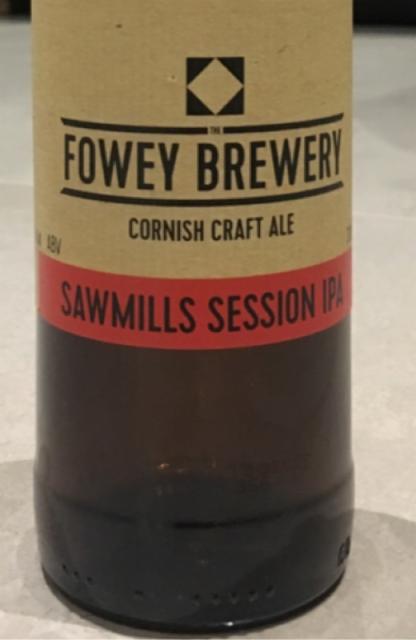 THE
FOWEY BREWERY
CORNISH CRAFT ALE
ABV
SAWMILLS SESSION IPA